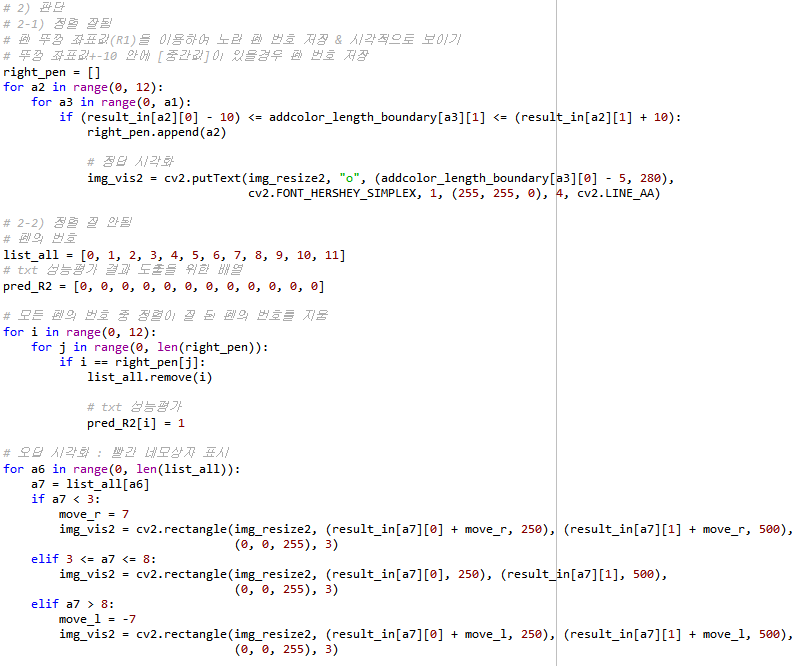 # 2) 판단
# 2-1) 정렬 잘됨
# 펜 뚜껑 좌표값(R1)들 이용하여 노란 펜 번호 저장 & 시각적으로 보이기
# 뚜껑 좌표값+-10 안에 [중간값]이 있을경우 펜 번호 저장
right_pen = []
for a2 in range(0, 12):
    for a3 in range(0, a1):
        if (result_in[a2][0] - 10) <= addcolor_length_boundary[a3][1] <= (result_in[a2][1] + 10):
            right_pen.append(a2)
            # 정답 시각화
            img_vis2 = cv2.putText(img_resize2, "o", (addcolor_length_boundary[a3][0] - 5, 280),
                                   cv2.FONT_HERSHEY_SIMPLEX, 1, (255, 255, 0), 4, cv2.LINE_AA)
# 2-2) 정렬 잘 안됨
# 펜의 번호
list_all = [0, 1, 2, 3, 4, 5, 6, 7, 8, 9, 10, 11]
# txt 성능평가 결과 도출을 위한 배열
pred_R2 = [0, 0, 0, 0, 0, 0, 0, 0, 0, 0, 0, 0]
# 모든 펜의 번호 중 정렬이 잘 된 펜의 번호를 지움
for i in range(0, 12):
    for j in range(0, len(right_pen)):
        if i == right_pen[j]:
            list_all.remove(i)
            # txt 성능평가
            pred_R2[i] = 1
# 오답 시각화 : 빨간 네모상자 표시
for a6 in range(0, len(list_all)):
    a7 = list_all[a6]
    if a7 < 3:
        move_r = 7
        img_vis2 = cv2.rectangle(img_resize2, (result_in[a7][0] + move_r, 250), (result_in[a7][1] + move_r, 500),
                                 (0, 0, 255), 3)
    elif 3 <= a7 <= 8:
        img_vis2 = cv2.rectangle(img_resize2, (result_in[a7][0], 250), (result_in[a7][1], 500),
                                 (0, 0, 255), 3)
    elif a7 > 8:
        move_l = -7
        img_vis2 = cv2.rectangle(img_resize2, (result_in[a7][0] + move_l, 250), (result_in[a7][1] + move_l, 500),
                                 (0, 0, 255), 3)